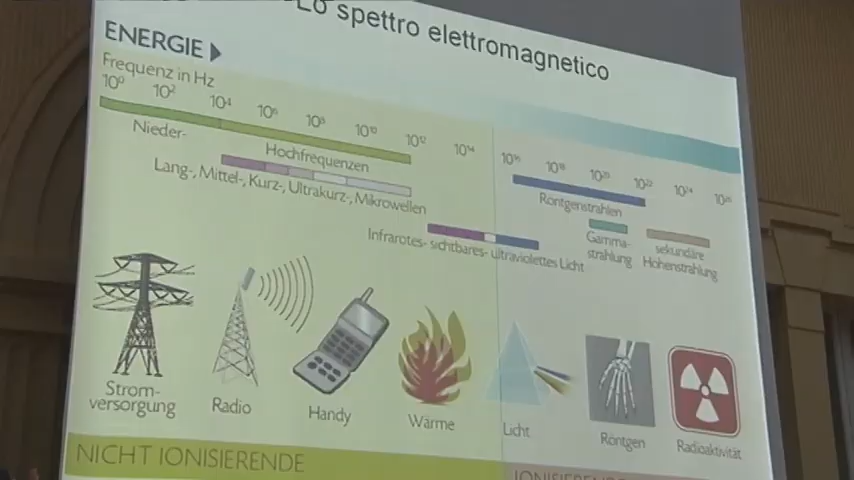 Lo spettro elettromagnetico
ENERGIE
Frequenz in Hz
10⁰ 10² 10⁴ 10⁶ 10⁸ 10¹⁰ 10¹² 10¹⁴ 10¹⁶ 10¹⁸ 10²⁰ 10²² 10²⁴
Nieder-
Hochfrequenzen
Lang-, Mittel-, Kurz-, Ultrakurz-, Mikrowellen
Röntgenstrahlen
Infrarotes- sichtbares- ultraviolettes Licht
Gamma-
strahlung
sekundäre
Höhenstrahlung
Strom-
versorgung
Radio
Handy
Wärme
Licht
Röntgen
Radioaktivität
NICHT IONISIERENDE